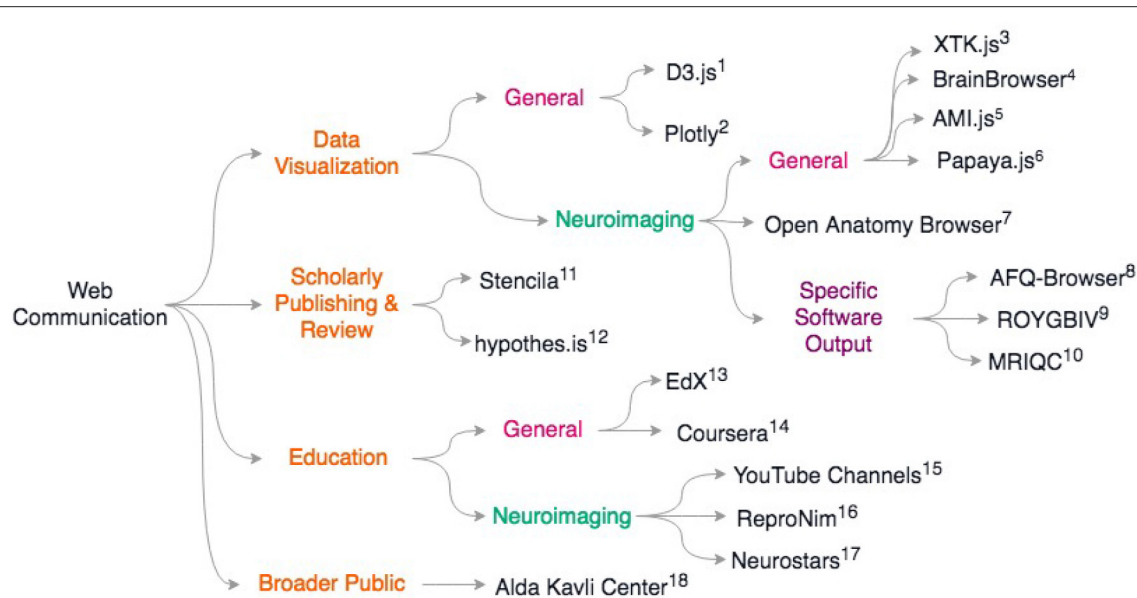 Web
Communication
Data
Visualization
General
D3.js¹
Plotly²
Neuroimaging
General
XTK.js³
BrainBrowser⁴
AMI.js⁵
Papaya.js⁶
Open Anatomy Browser⁷
Specific
Software
Output
AFQ-Browser⁸
ROYGBIV⁹
MRIQC¹⁰
Scholarly
Publishing &
Review
Stencila¹¹
hypothes.is¹²
Education
General
EdX¹³
Coursera¹⁴
Neuroimaging
YouTube Channels¹⁵
ReproNim¹⁶
Neurostars¹⁷
Broader Public
Alda Kavli Center¹⁸